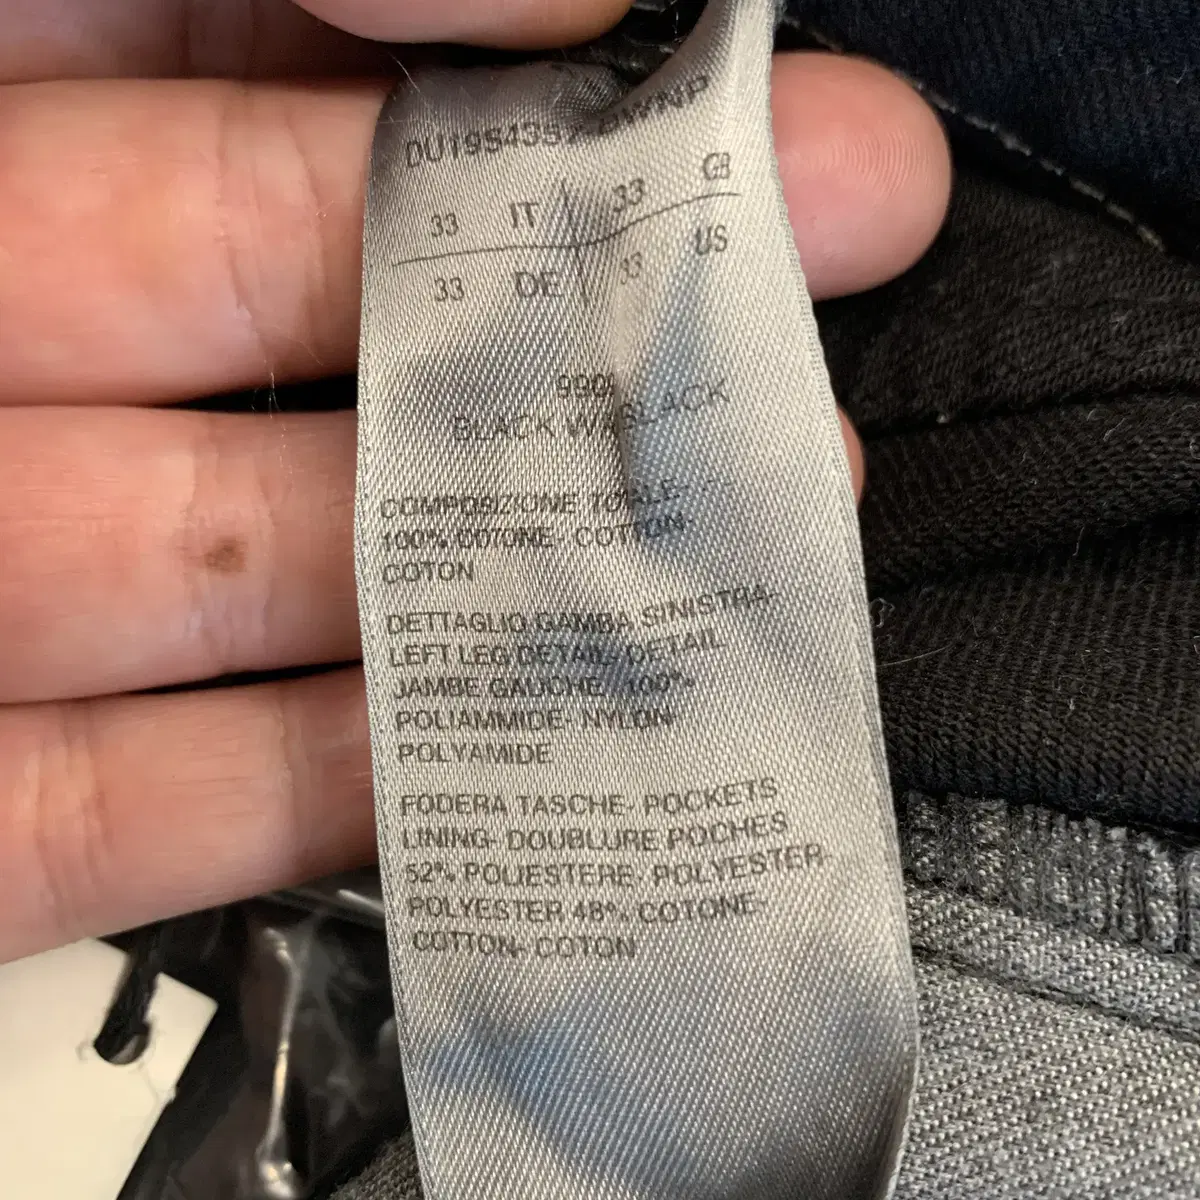 33 IT 33 GB
33 DE 33 US
BLACK BLACK
COMPOSIZIONE TOTALE-
100% COTONE- COTTON-
COTON
DETTAGLIO GAMBA SINISTRA-
LEFT LEG DETAIL- DETAIL
JAMBE GAUCHE 100%
POLIAMMIDE- NYLON-
POLYAMIDE
FODERA TASCHE- POCKETS
LINING- DOUBLURE POCHES
52% POLIESTERE- POLYESTER-
POLYESTER 48% COTONE-
COTTON- COTON